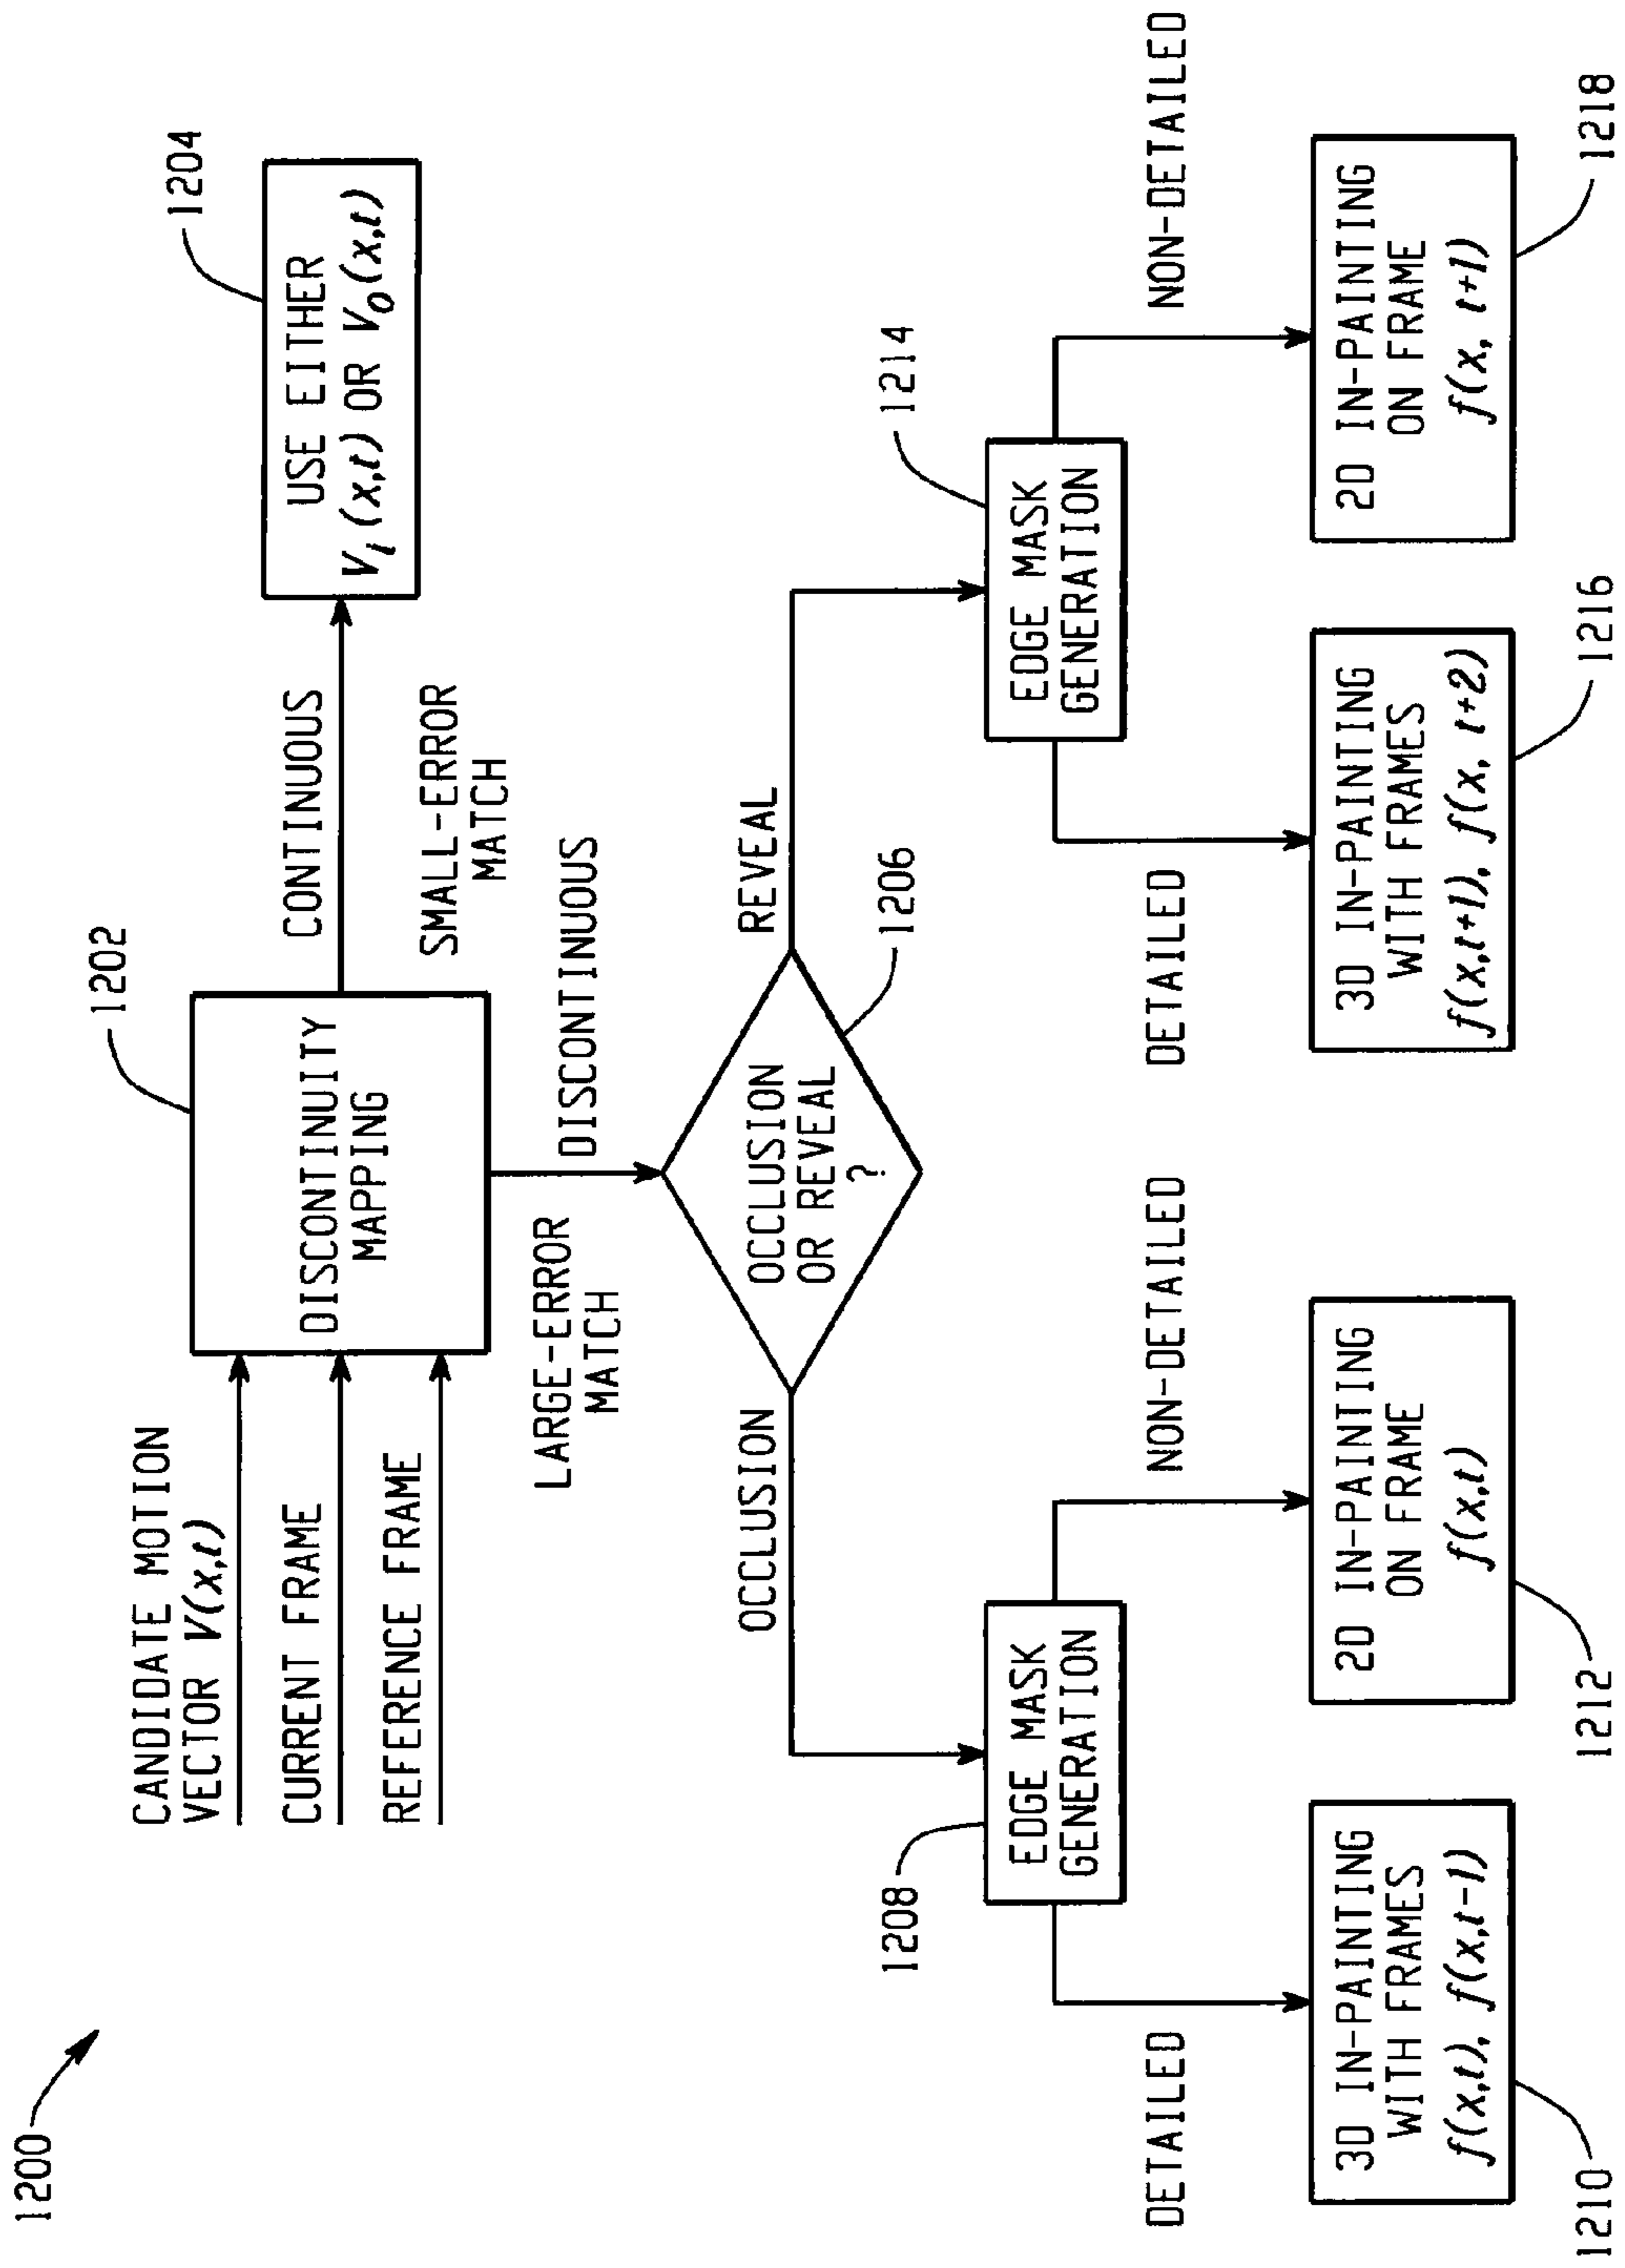 1200
CANDIDATE MOTION
VECTOR V(x,t)
CURRENT FRAME
REFERENCE FRAME
1202
DISCONTINUITY
MAPPING
CONTINUOUS
SMALL-ERROR
MATCH
1204
USE EITHER
Vi(x,t) OR Vo(x,t)
LARGE-ERROR
MATCH
DISCONTINUOUS
OCCLUSION
OCCLUSION
OR REVEAL
?
REVEAL
1206
1208
EDGE MASK
GENERATION
1214
EDGE MASK
GENERATION
DETAILED
NON-DETAILED
DETAILED
NON-DETAILED
3D IN-PAINTING
WITH FRAMES
f(x,t), f(x,t-1)
1210
2D IN-PAINTING
ON FRAME
f(x,t)
1212
3D IN-PAINTING
WITH FRAMES
f(x,t+1), f(x, t+2)
1216
2D IN-PAINTING
ON FRAME
f(x, t+1)
1218